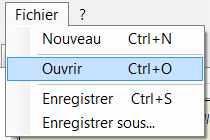 Fichier ?
Nouveau Ctrl+N
Ouvrir Ctrl+O
Enregistrer Ctrl+S
Enregistrer sous...